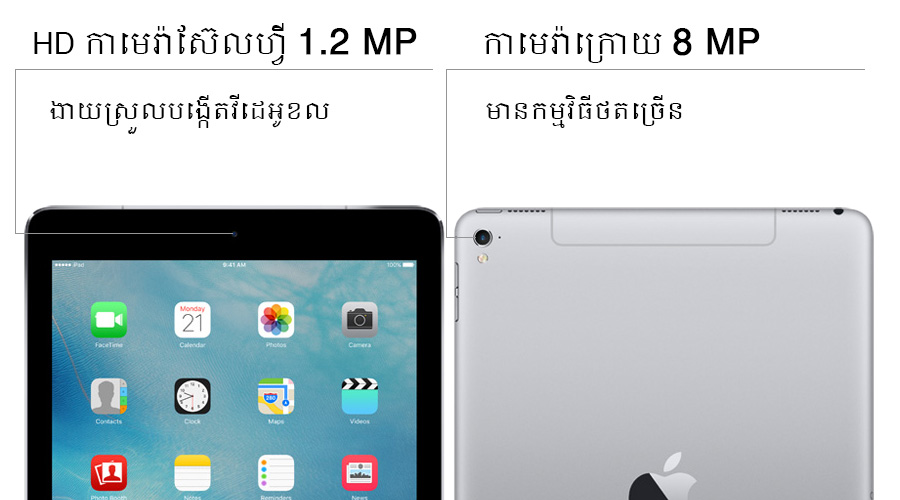 HD កាមេរ៉ាស៊ែលហ្វី 1.2 MP
ងាយស្រួលបង្កើតវីដេអូខល
កាមេរ៉ាក្រោយ 8 MP
មានកម្មវិធីថតច្រើន
iPad 9:41 AM 100%
Monday
21
FaceTime Calendar Photos Camera
280
Contacts Clock Maps Videos
Photo Booth Notes Reminders News